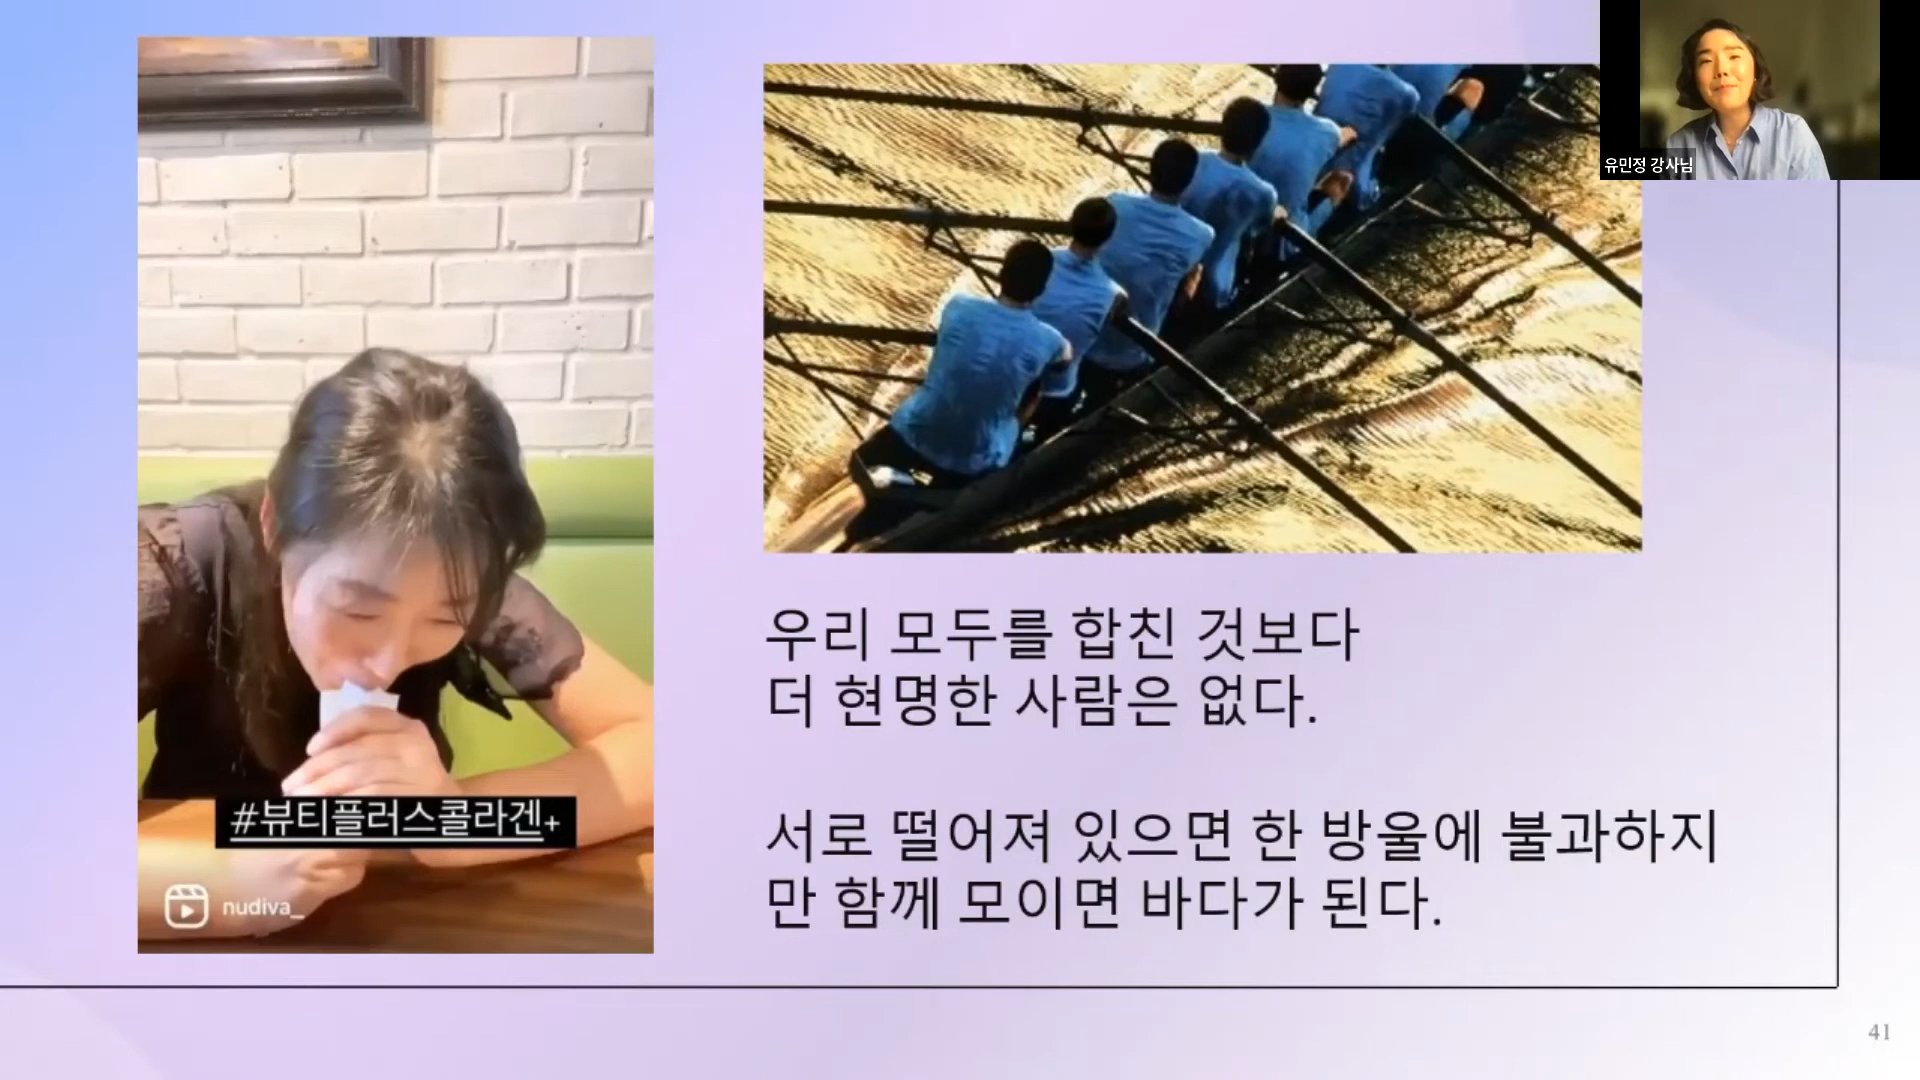 유민정 강사님
우리 모두를 합친 것보다
더 현명한 사람은 없다.
서로 떨어져 있으면 한 방울에 불과하지
만 함께 모이면 바다가 된다.
#뷰티플러스콜라겐+
nudiva_
41